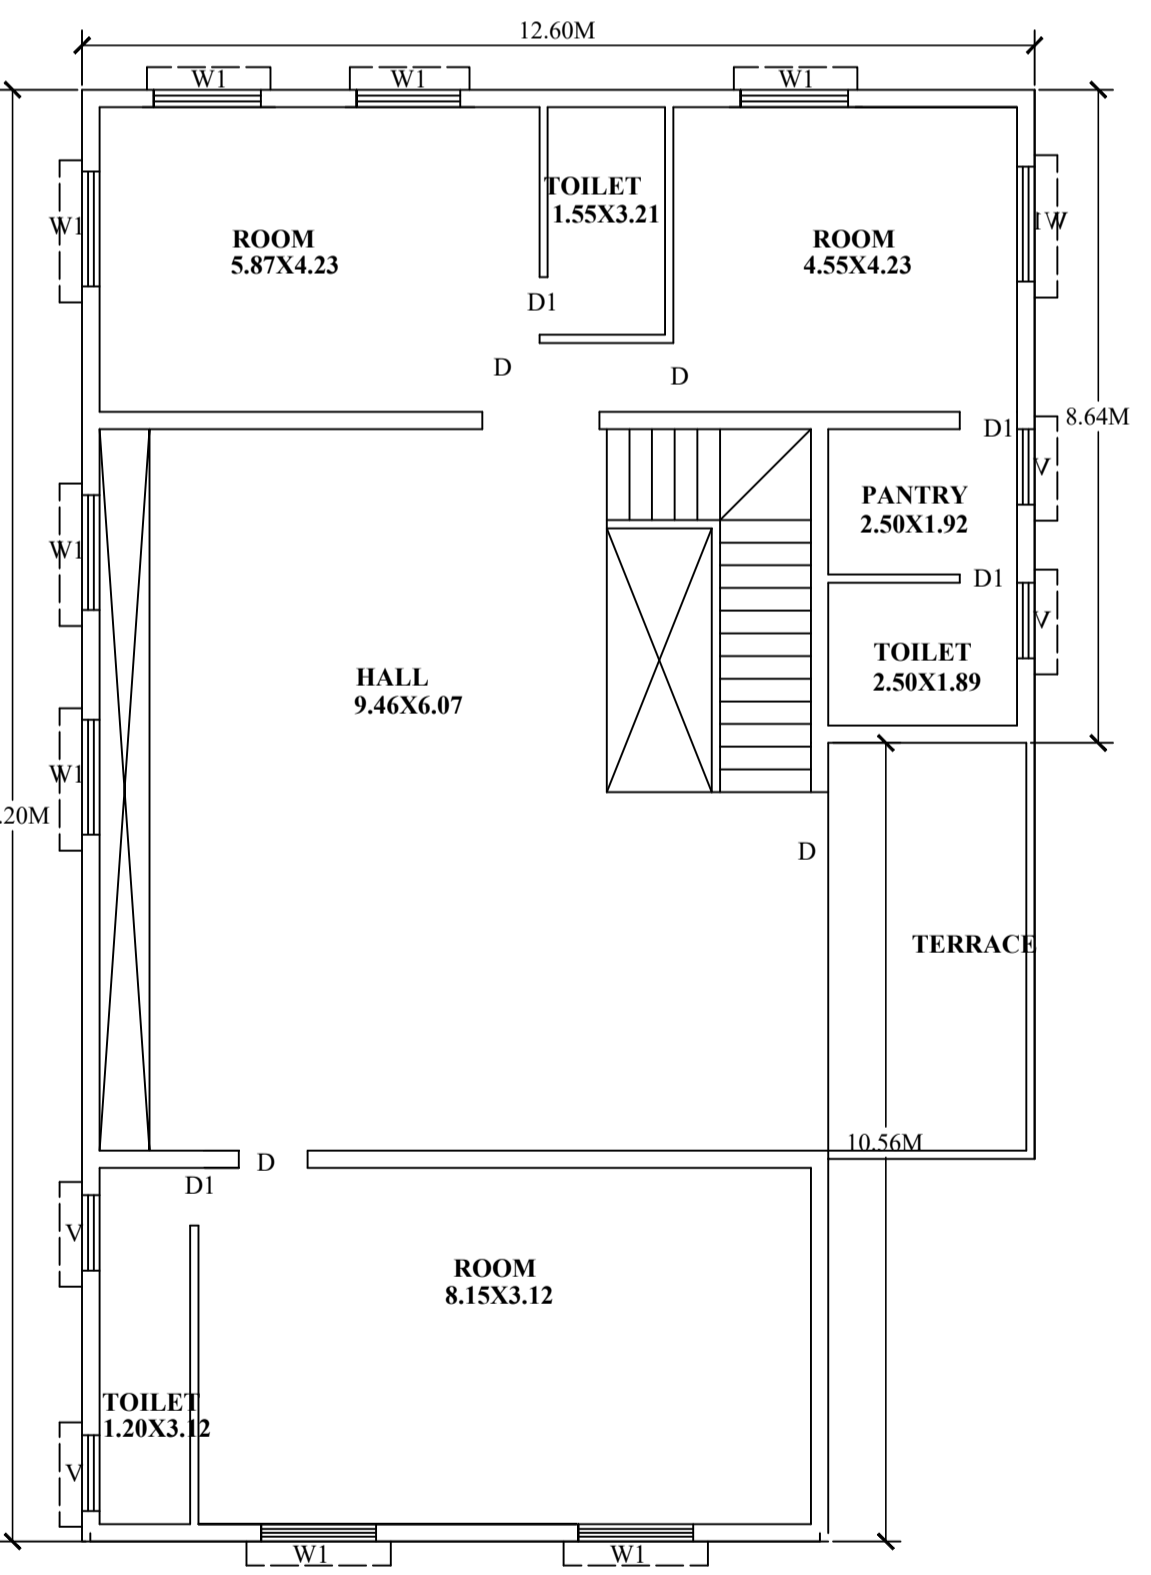 12.60M
W1
W1
W1
TOILET
1.55X3.21
W1
ROOM
5.87X4.23
ROOM
4.55X4.23
W1
D1
D
D
8.64M
D1
V
PANTRY
2.50X1.92
W1
D1
V
TOILET
2.50X1.89
HALL
9.46X6.07
W1
.20M
D
TERRACE
10.56M
D
D1
V
ROOM
8.15X3.12
TOILET
1.20X3.12
V
W1
W1